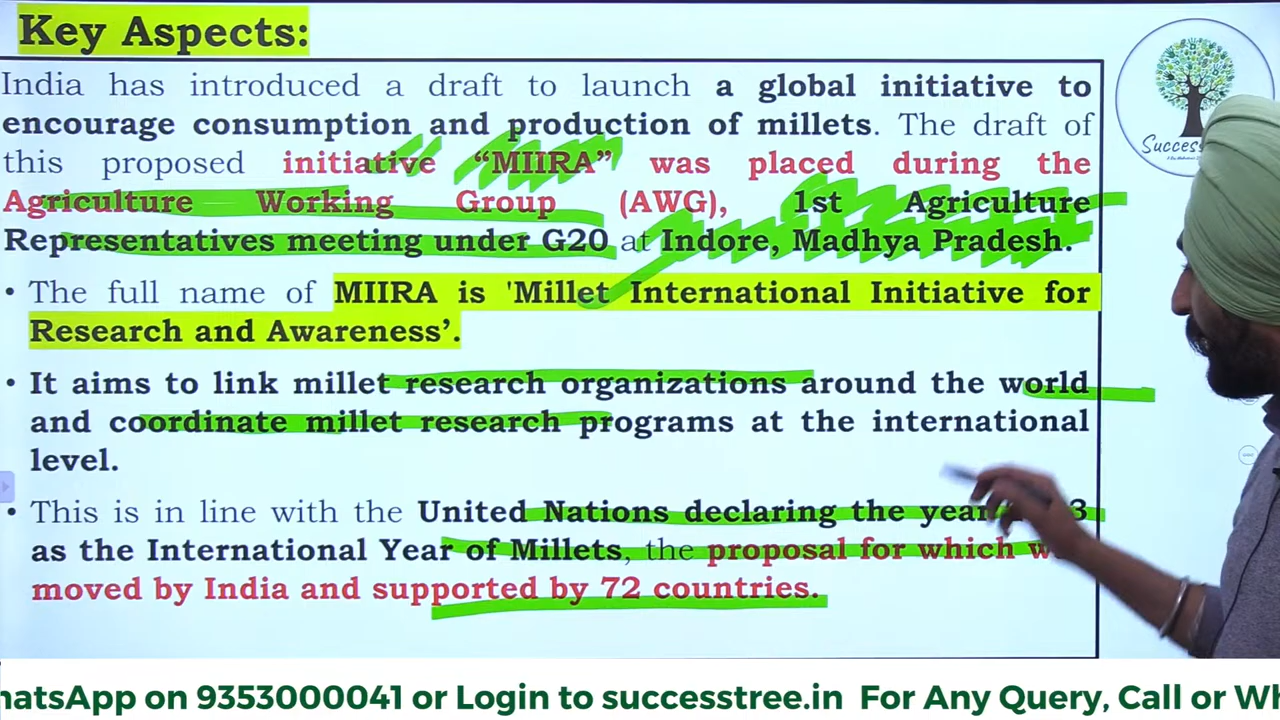 Key Aspects:
India has introduced a draft to launch a global initiative to
encourage consumption and production of millets. The draft of
this proposed initiative “MIIRA” was placed during the
Agriculture Working Group (AWG), 1st Agriculture
Representatives meeting under G20 at Indore, Madhya Pradesh.
• The full name of MIIRA is 'Millet International Initiative for
Research and Awareness’.
• It aims to link millet research organizations around the world
and coordinate millet research programs at the international
level.
• This is in line with the United Nations declaring the year 3
as the International Year of Millets, the proposal for which
moved by India and supported by 72 countries.
Success
hatsApp on 9353000041 or Login to successtree.in For Any Query, Call or Wh